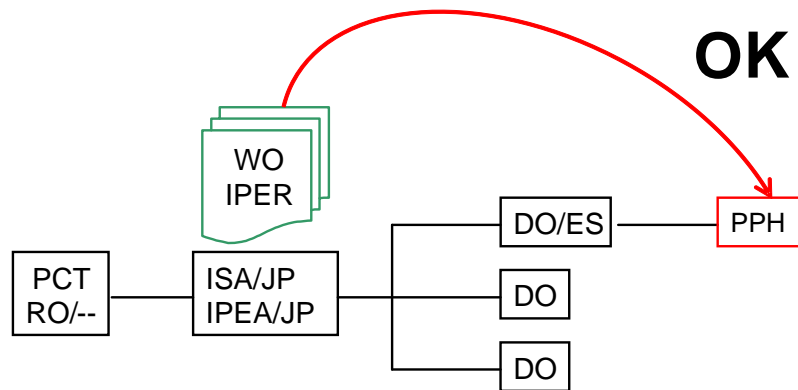 OK
WO
IPER
DO/ES
PPH
PCT
RO/--
ISA/JP
IPEA/JP
DO
DO